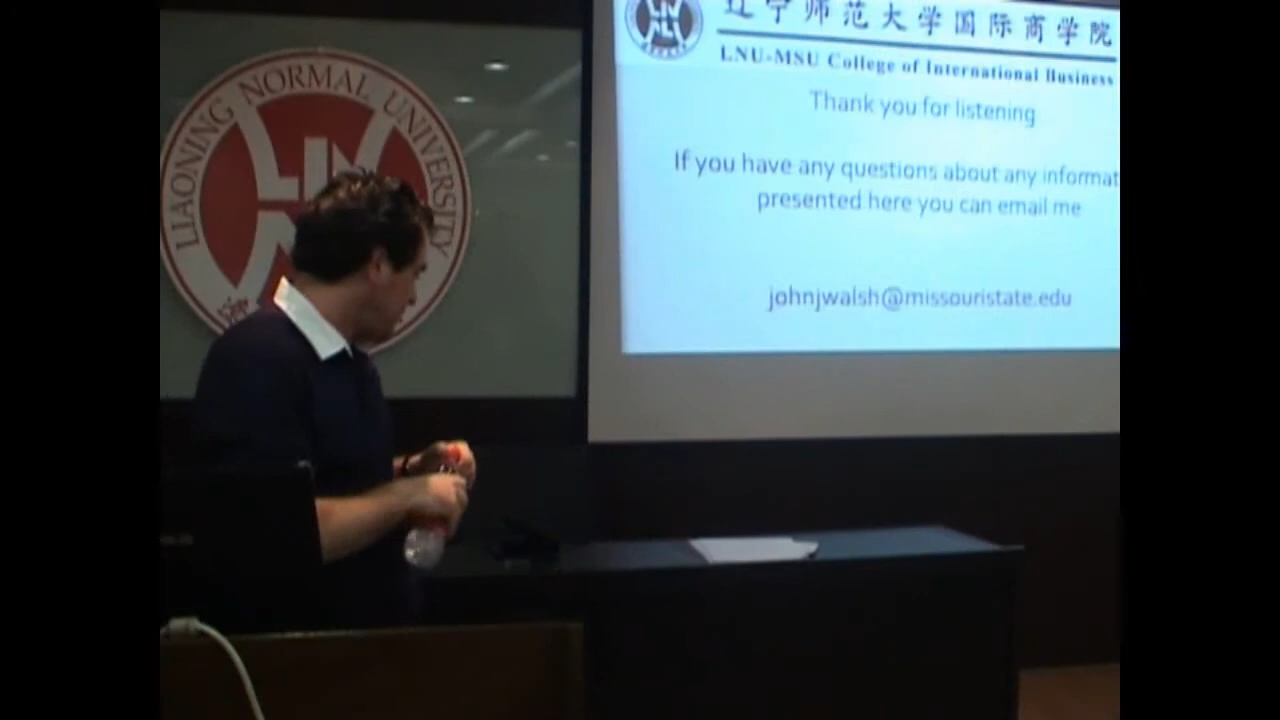 LIAONING NORMAL UNIVERSITY
辽宁师范大学国际商学院
LNU-MSU College of International Business
Thank you for listening
If you have any questions about any informat
presented here you can email me
johnjwalsh@missouristate.edu